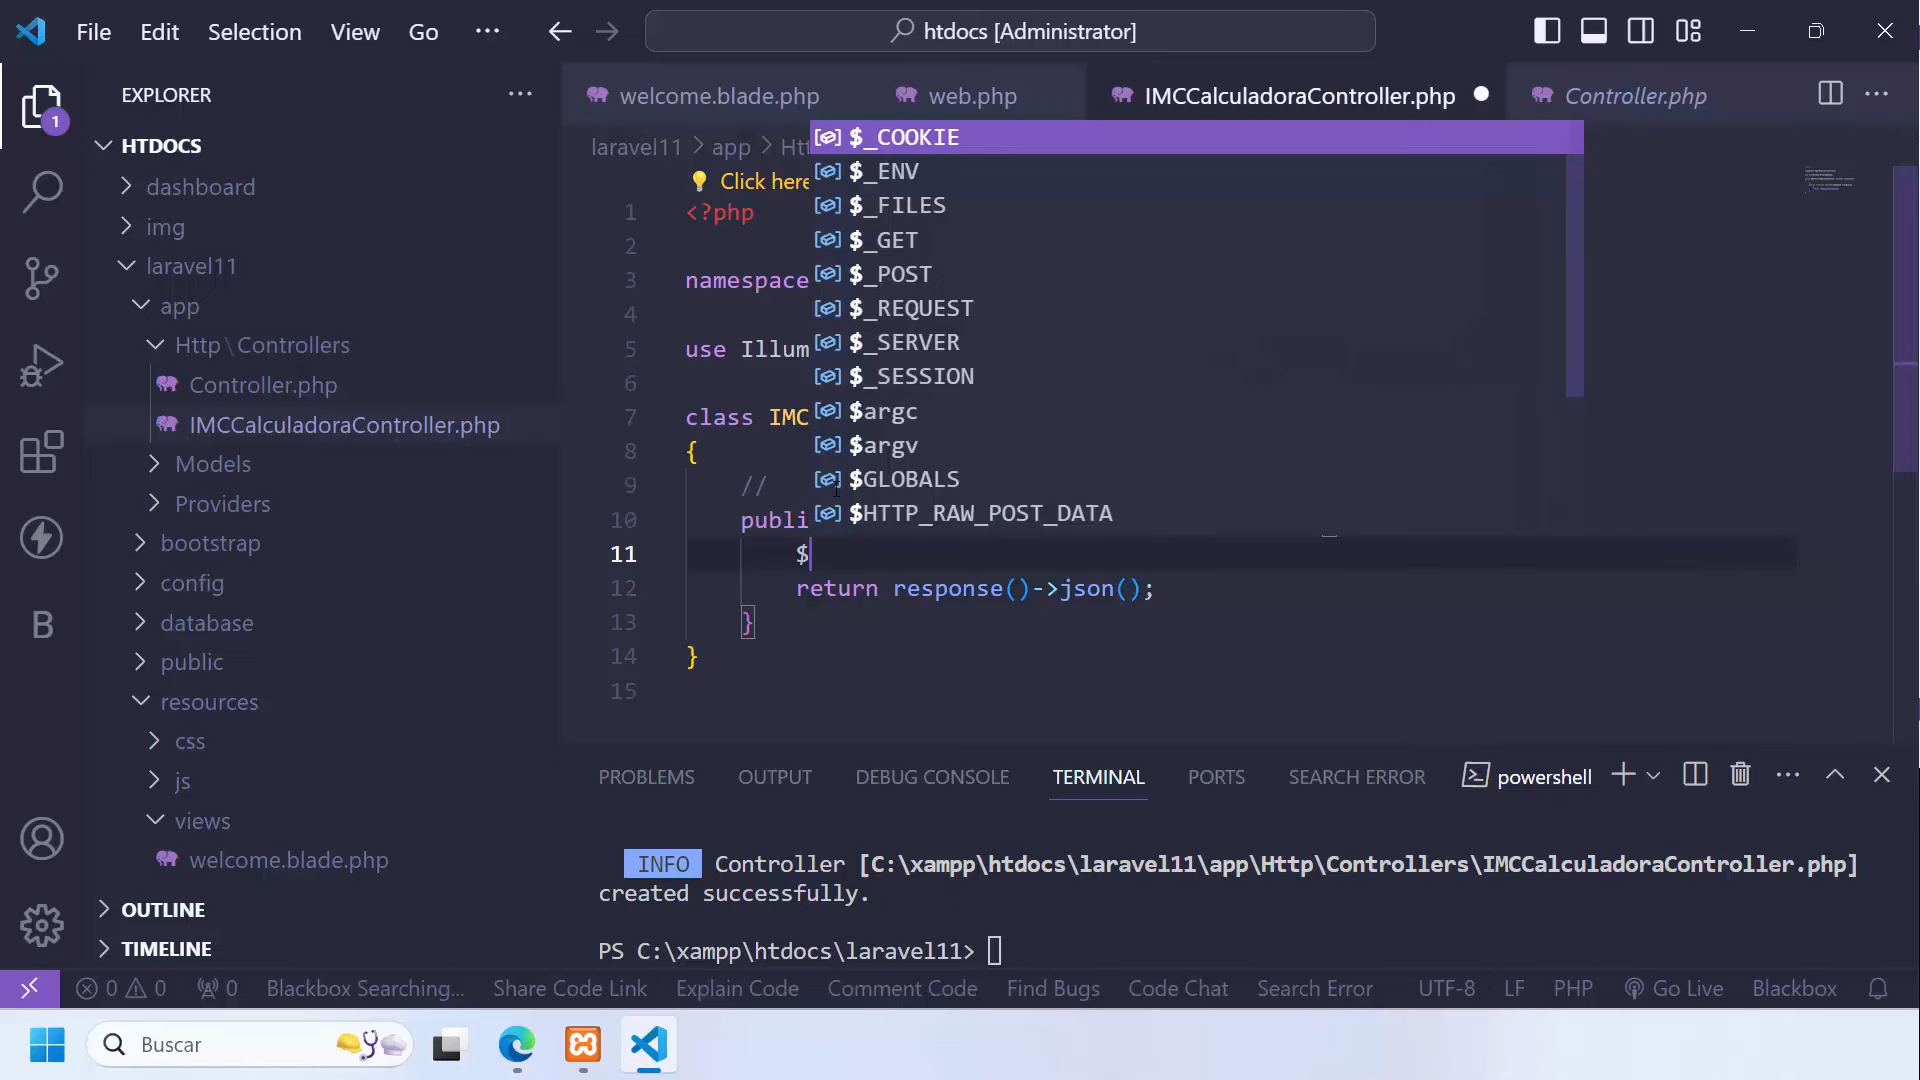 File Edit Selection View Go ··· htdocs [Administrator]
EXPLORER ···
welcome.blade.php web.php IMCCalculadoraController.php Controller.php ···
1
HTDOCS
dashboard
img
laravel11
app
Http\Controllers
Controller.php
IMCCalculadoraController.php
Models
Providers
bootstrap
config
database
public
resources
css
js
views
welcome.blade.php
OUTLINE
TIMELINE
laravel11 > app > Htt
Click here
1 <?php
2
3 namespace
4
5 use Illum
6
7 class IMC
8 {
9 //
10 publi
11 $
12 return response()->json();
13 }
14 }
15
$_COOKIE
$_ENV
$_FILES
$_GET
$_POST
$_REQUEST
$_SERVER
$_SESSION
$argc
$argv
$GLOBALS
$HTTP_RAW_POST_DATA
PROBLEMS OUTPUT DEBUG CONSOLE TERMINAL PORTS SEARCH ERROR powershell ···
INFO Controller [C:\xampp\htdocs\laravel11\app\Http\Controllers\IMCCalculadoraController.php]
created successfully.
PS C:\xampp\htdocs\laravel11>
0 0 0 Blackbox Searching... Share Code Link Explain Code Comment Code Find Bugs Code Chat Search Error UTF-8 LF PHP Go Live Blackbox
Buscar